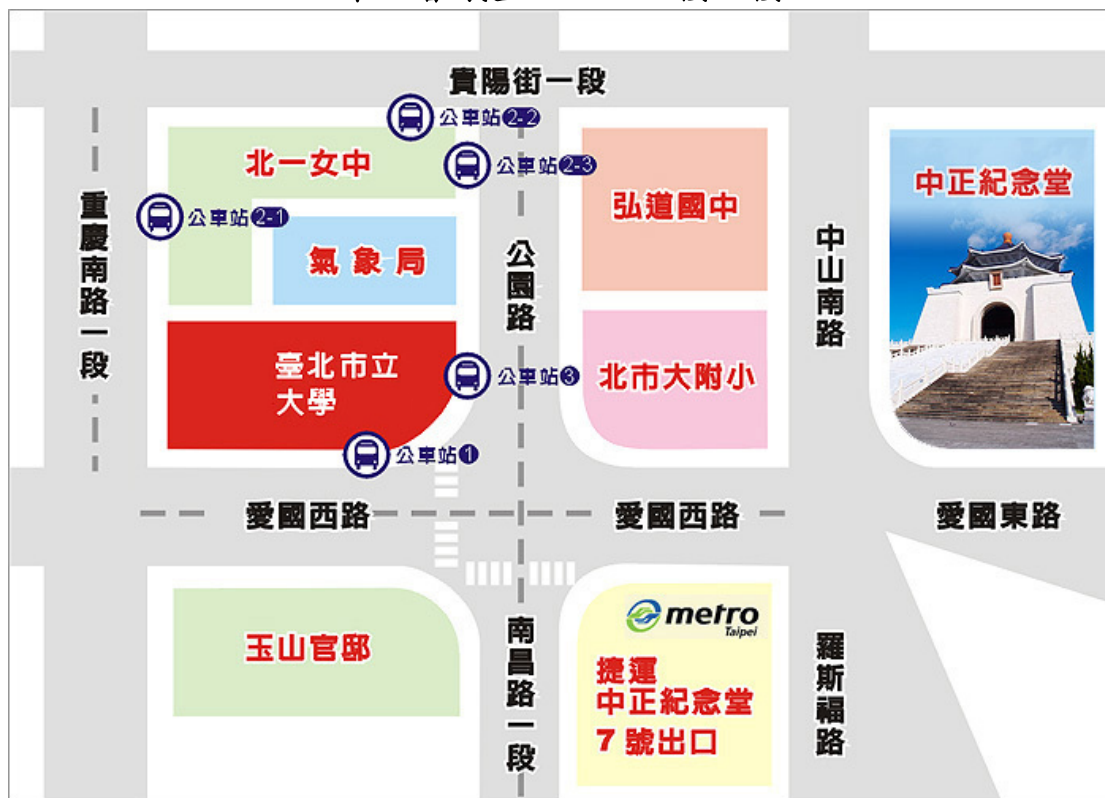 貴陽街一段
公車站2-2
北一女中
公車站2-3
弘道國中
中正紀念堂
公車站2-1
重慶南路一段
氣象局
公園路
中山南路
臺北市立
大學
公車站3
北市大附小
公車站1
愛國西路
愛國西路
愛國東路
玉山官邸
南昌路一段
metro
Taipei
捷運
中正紀念堂
7號出口
羅斯福路